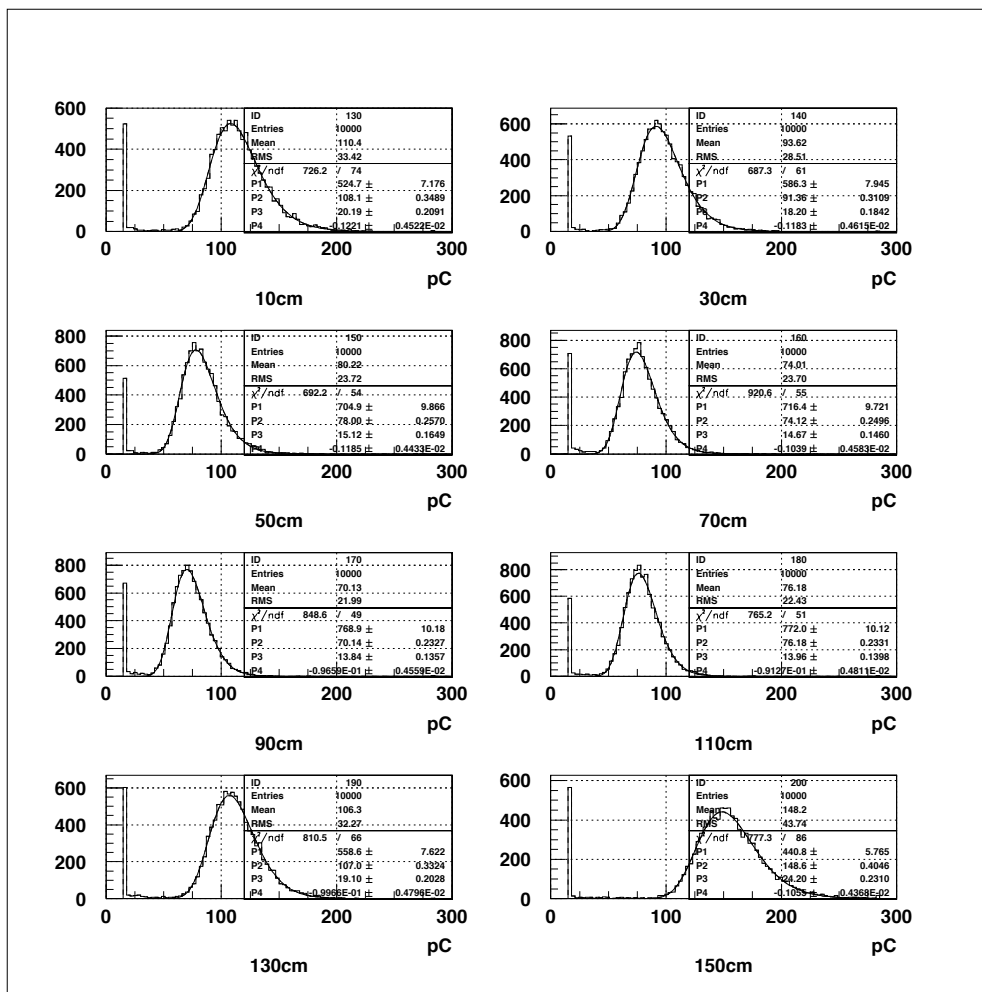 600
400
200
0
0 100 200 300
pC
10cm
ID 130
Entries 10000
Mean 110.4
RMS 33.42
χ²/ndf 726.2 / 74
P1 524.7 ± 7.176
P2 108.1 ± 0.3489
P3 20.19 ± 0.2091
P4 -0.1221 ± 0.4522E-02
600
400
200
0
0 100 200 300
pC
30cm
ID 140
Entries 10000
Mean 93.62
RMS 28.51
χ²/ndf 687.3 / 61
P1 586.3 ± 7.945
P2 91.36 ± 0.3109
P3 18.20 ± 0.1842
P4 -0.1183 ± 0.4615E-02
800
600
400
200
0
0 100 200 300
pC
50cm
ID 150
Entries 10000
Mean 80.22
RMS 23.72
χ²/ndf 692.2 / 54
P1 704.9 ± 9.866
P2 78.00 ± 0.2570
P3 15.12 ± 0.1649
P4 -0.1185 ± 0.4433E-02
800
600
400
200
0
0 100 200 300
pC
70cm
ID 160
Entries 10000
Mean 74.01
RMS 23.70
χ²/ndf 920.6 / 55
P1 716.4 ± 9.721
P2 74.12 ± 0.2496
P3 14.67 ± 0.1460
P4 -0.1039 ± 0.4583E-02
800
600
400
200
0
0 100 200 300
pC
90cm
ID 170
Entries 10000
Mean 70.13
RMS 21.99
χ²/ndf 848.6 / 49
P1 768.9 ± 10.18
P2 70.14 ± 0.2327
P3 13.84 ± 0.1357
P4 -0.9659E-01 ± 0.4559E-02
800
600
400
200
0
0 100 200 300
pC
110cm
ID 180
Entries 10000
Mean 76.18
RMS 22.43
χ²/ndf 765.2 / 51
P1 772.0 ± 10.12
P2 76.18 ± 0.2331
P3 13.96 ± 0.1398
P4 -0.9127E-01 ± 0.4811E-02
600
400
200
0
0 100 200 300
pC
130cm
ID 190
Entries 10000
Mean 106.3
RMS 32.27
χ²/ndf 810.5 / 66
P1 558.6 ± 7.622
P2 107.0 ± 0.3324
P3 19.10 ± 0.2028
P4 -0.9966E-01 ± 0.4796E-02
600
400
200
0
0 100 200 300
pC
150cm
ID 200
Entries 10000
Mean 148.2
RMS 43.74
χ²/ndf 777.3 / 86
P1 440.8 ± 5.765
P2 148.6 ± 0.4046
P3 24.20 ± 0.2310
P4 -0.1053 ± 0.4368E-02